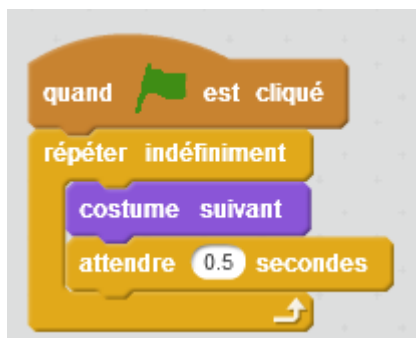 quand est cliqué
répéter indéfiniment
costume suivant
attendre 0.5 secondes